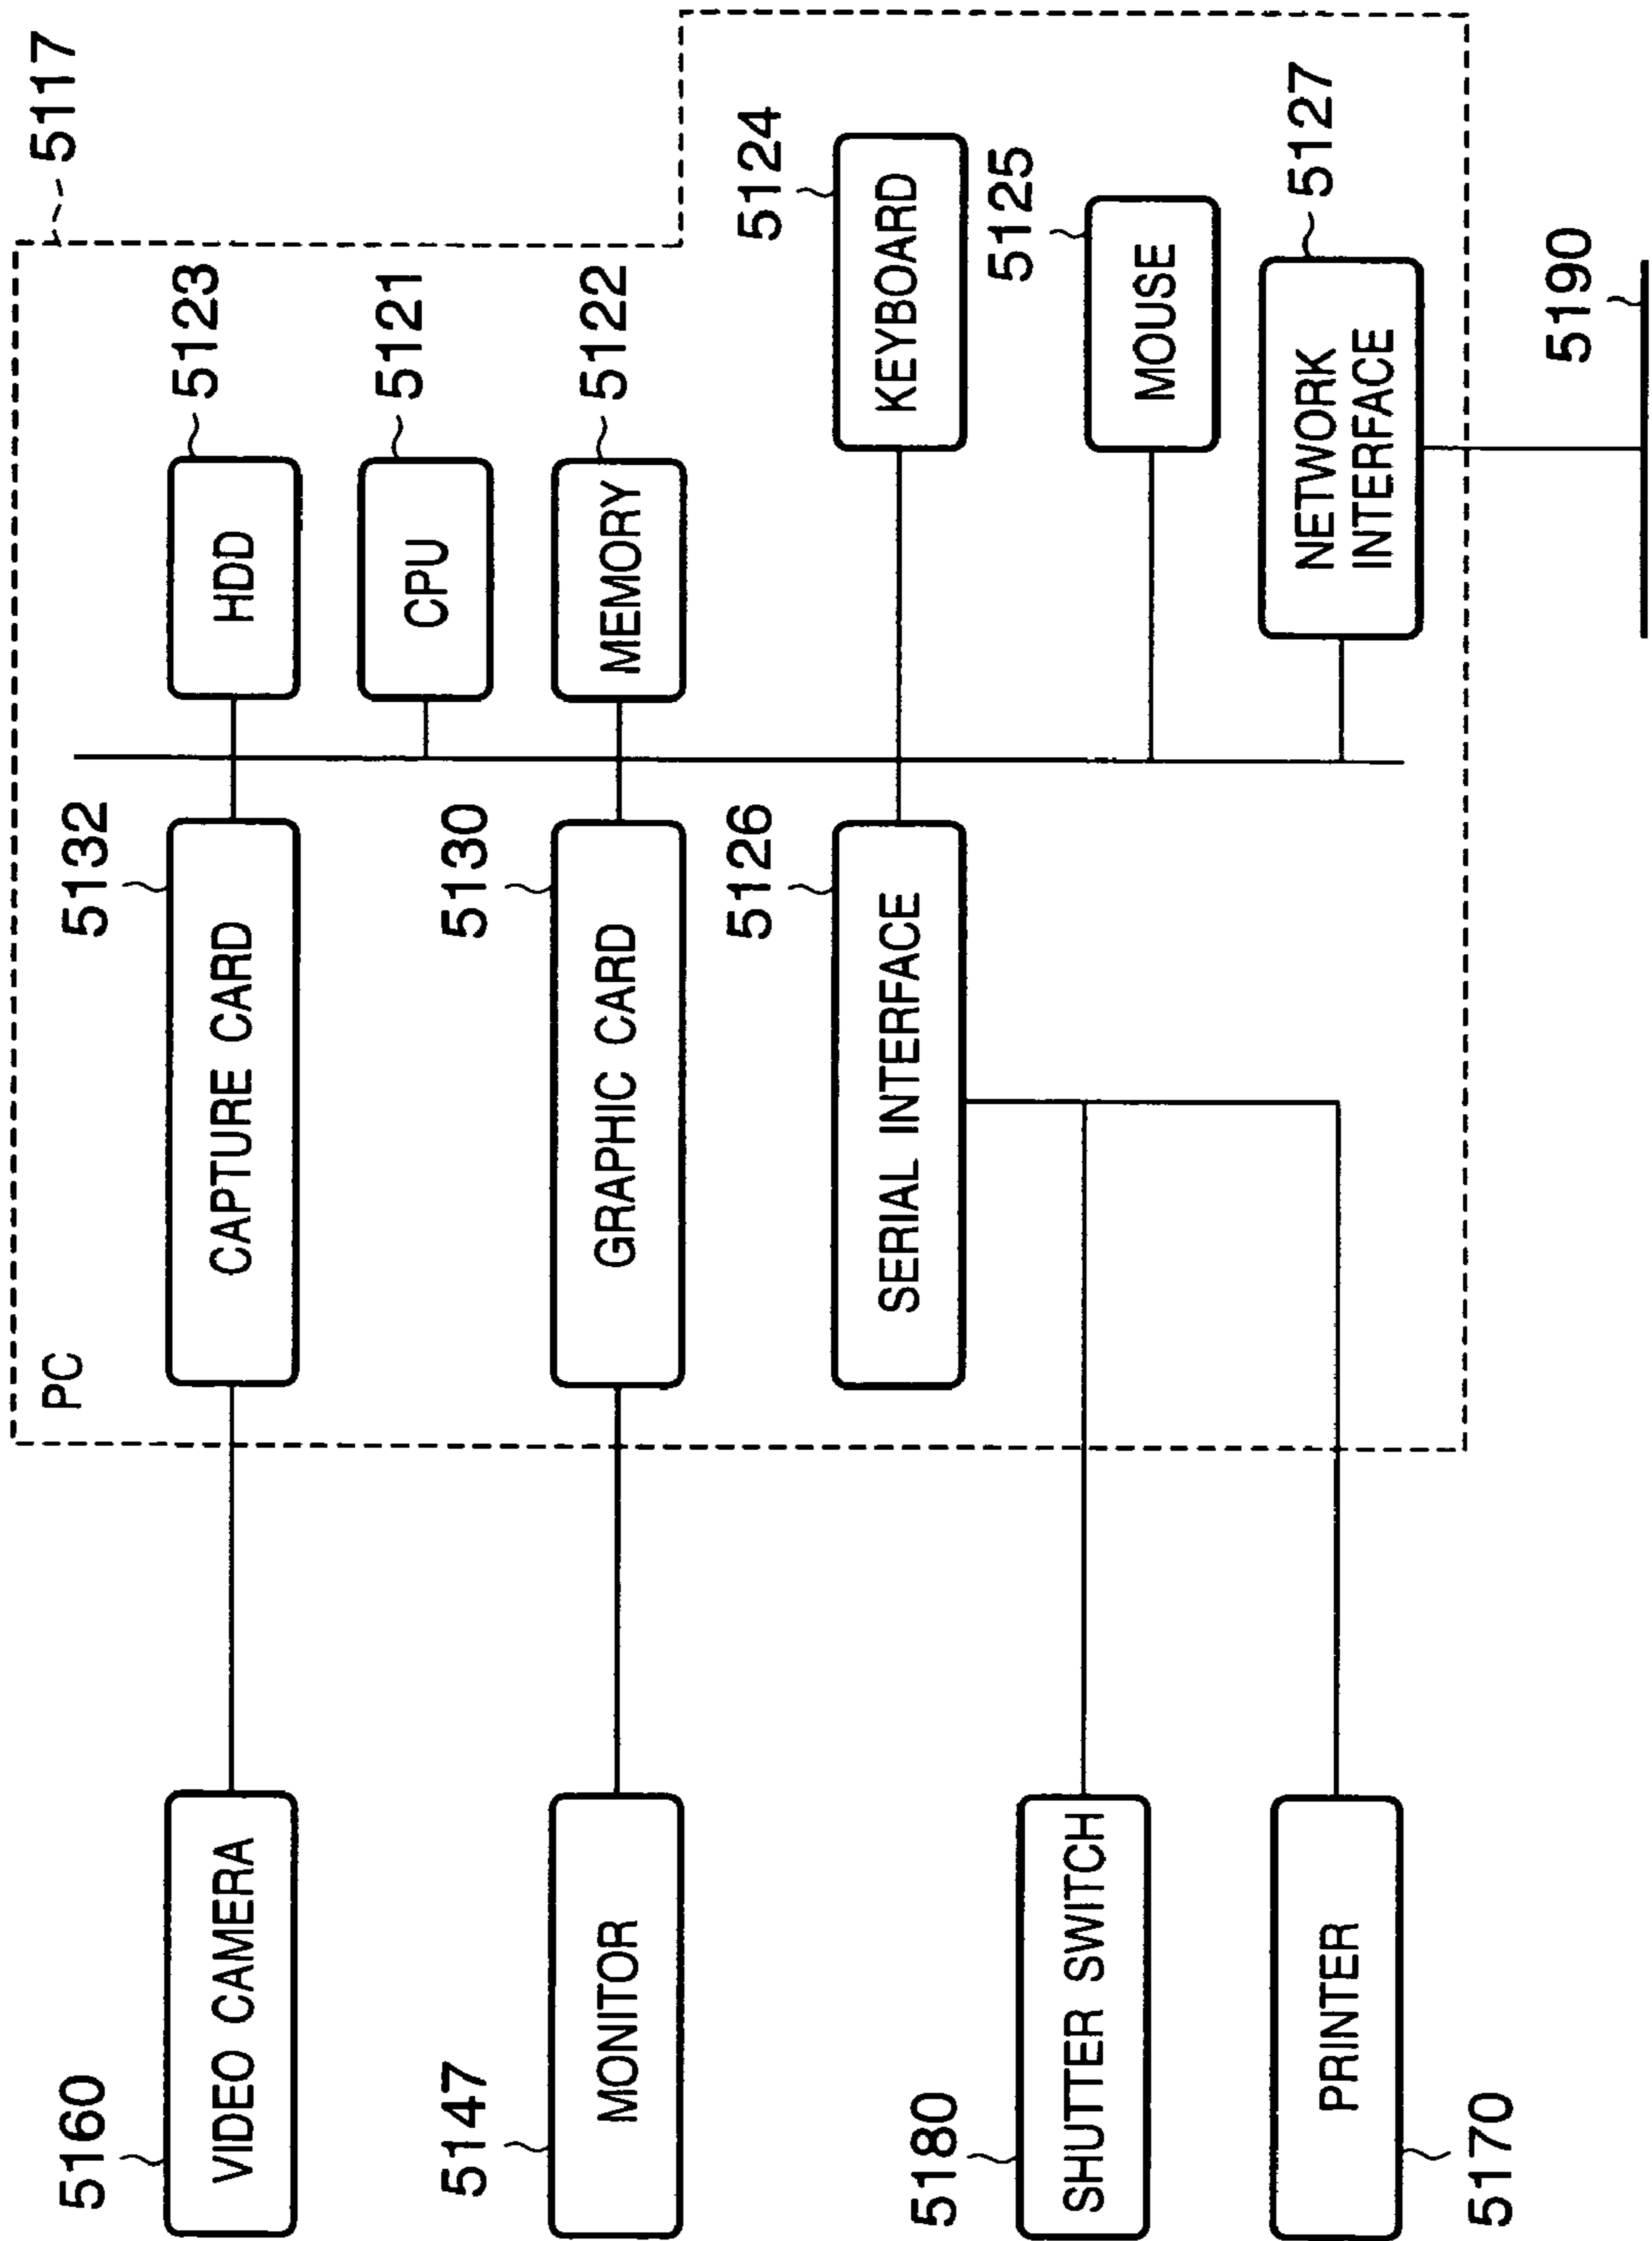 5117
PC
5160
VIDEO CAMERA
5132
CAPTURE CARD
HDD
5123
CPU
5121
5147
MONITOR
5130
GRAPHIC CARD
MEMORY
5122
5126
SERIAL INTERFACE
5124
KEYBOARD
5180
SHUTTER SWITCH
5125
MOUSE
PRINTER
5170
NETWORK
INTERFACE
5127
5190